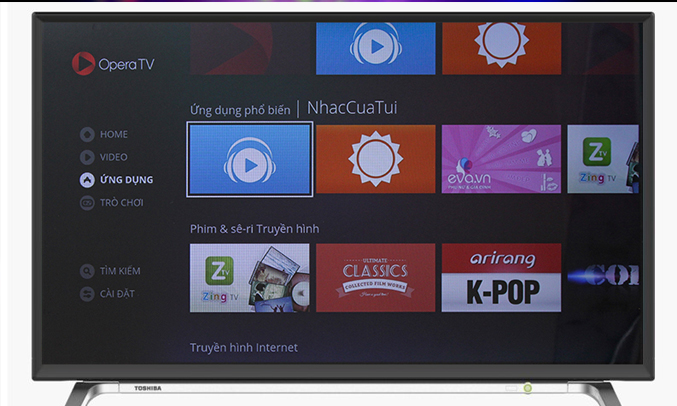 Opera TV
HOME
VIDEO
ỨNG DỤNG
TRÒ CHƠI
TÌM KIẾM
CÀI ĐẶT
Ứng dụng phổ biến | NhacCuaTui
eva.vn
Z
Zing TV
Phim & sê-ri Truyền hình
ZTV
Zing TV
ULTIMATE
CLASSICS
COLLECTED FILM WORKS
arirang
K-POP
Truyền hình Internet
TOSHIBA